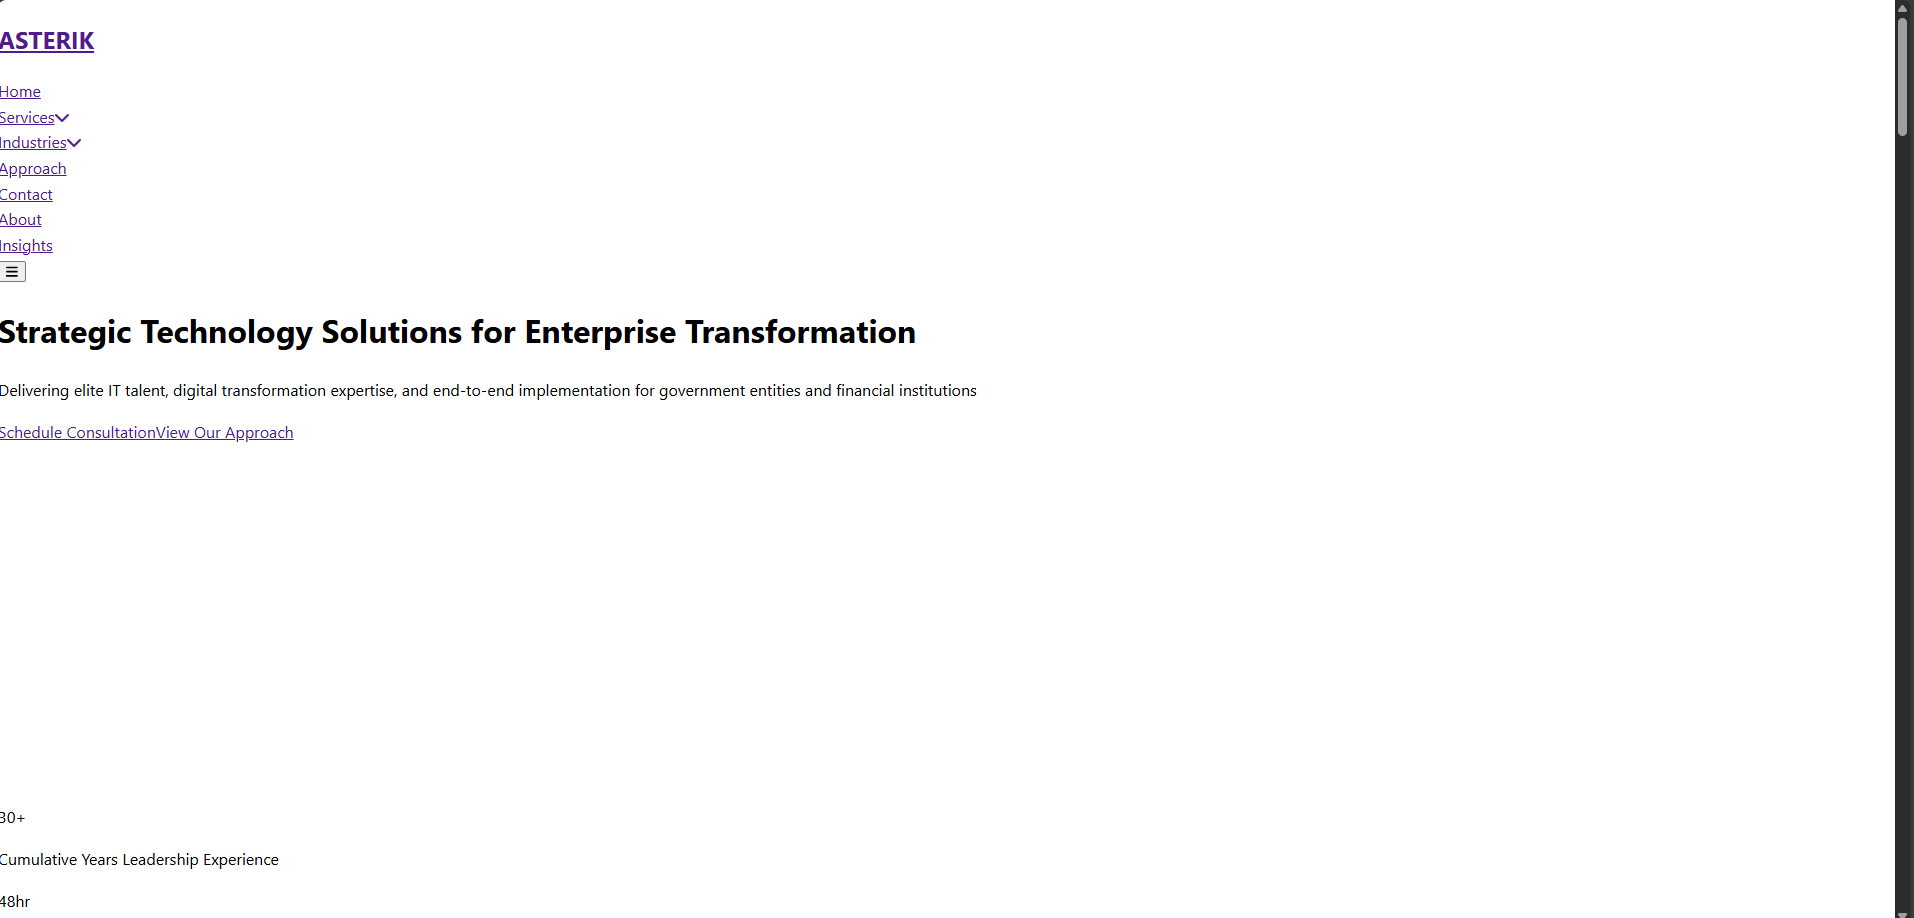 ASTERIK
Home
Services
Industries
Approach
Contact
About
Insights
Strategic Technology Solutions for Enterprise Transformation
Delivering elite IT talent, digital transformation expertise, and end-to-end implementation for government entities and financial institutions
Schedule ConsultationView Our Approach
30+
Cumulative Years Leadership Experience
48hr